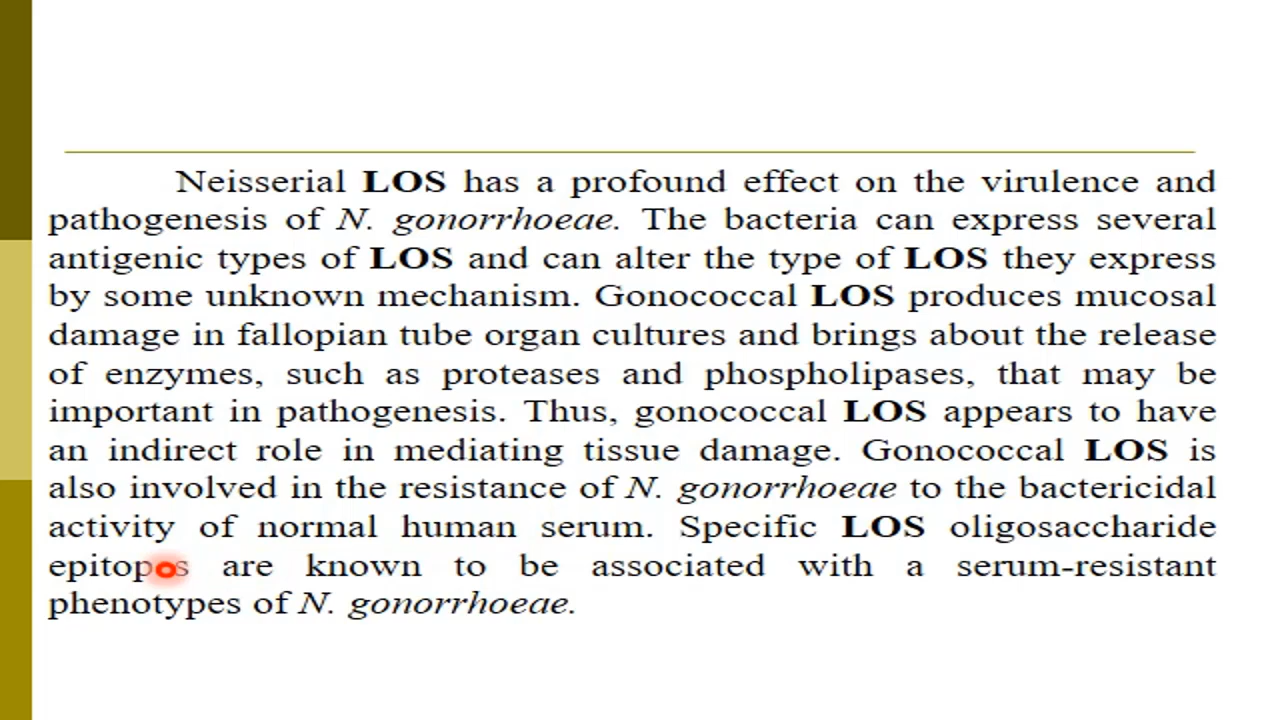 Neisserial LOS has a profound effect on the virulence and
pathogenesis of N. gonorrhoeae. The bacteria can express several
antigenic types of LOS and can alter the type of LOS they express
by some unknown mechanism. Gonococcal LOS produces mucosal
damage in fallopian tube organ cultures and brings about the release
of enzymes, such as proteases and phospholipases, that may be
important in pathogenesis. Thus, gonococcal LOS appears to have
an indirect role in mediating tissue damage. Gonococcal LOS is
also involved in the resistance of N. gonorrhoeae to the bactericidal
activity of normal human serum. Specific LOS oligosaccharide
epitopes are known to be associated with a serum-resistant
phenotypes of N. gonorrhoeae.